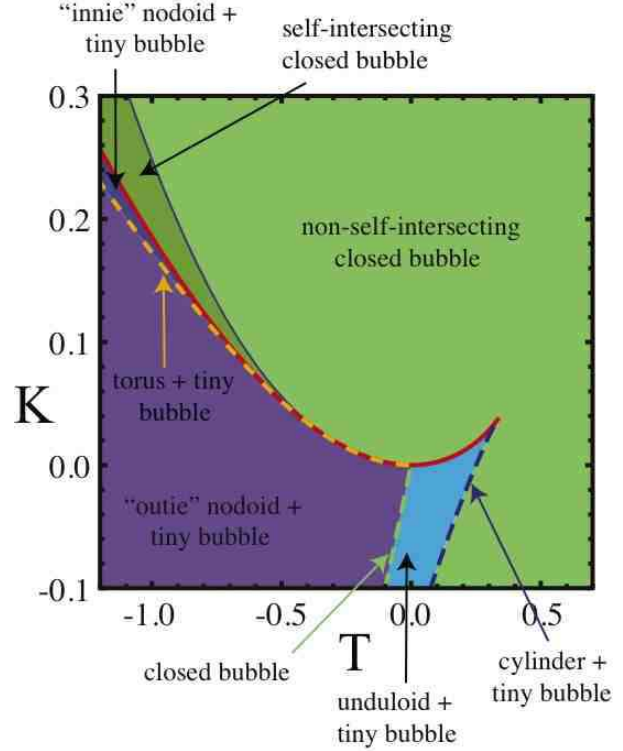 “innie” nodoid +
tiny bubble
self-intersecting
closed bubble
0.3
0.2
0.1
0.0
-0.1
K
non-self-intersecting
closed bubble
torus + tiny
bubble
“outie” nodoid +
tiny bubble
-1.0
-0.5
0.0
0.5
T
closed bubble
unduloid +
tiny bubble
cylinder +
tiny bubble